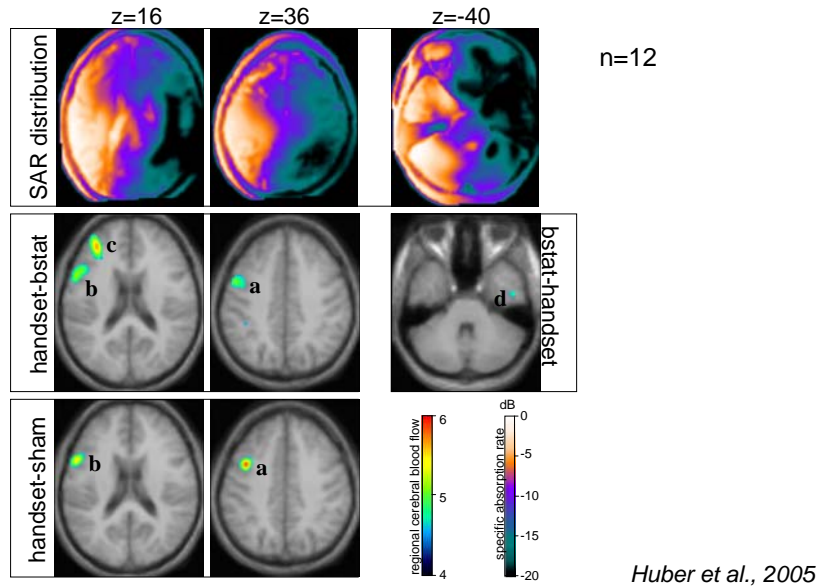 z=16
z=36
z=-40
n=12
SAR distribution
handset-bstat
c
b
a
d
bstat-handset
handset-sham
b
a
regional cerebral blood flow
6
5
4
dB
specific absorption rate
0
-5
-10
-15
-20
Huber et al., 2005